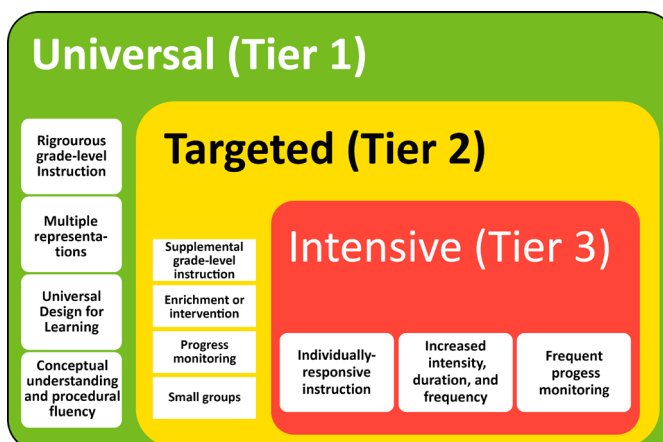 Universal (Tier 1)
Rigourous
grade-level
Instruction
Multiple
representa-
tions
Universal
Design for
Learning
Conceptual
understanding
and procedural
fluency
Targeted (Tier 2)
Supplemental
grade-level
instruction
Enrichment or
intervention
Progress
monitoring
Small groups
Intensive (Tier 3)
Individually-
responsive
instruction
Increased
intensity,
duration, and
frequency
Frequent
progess
monitoring